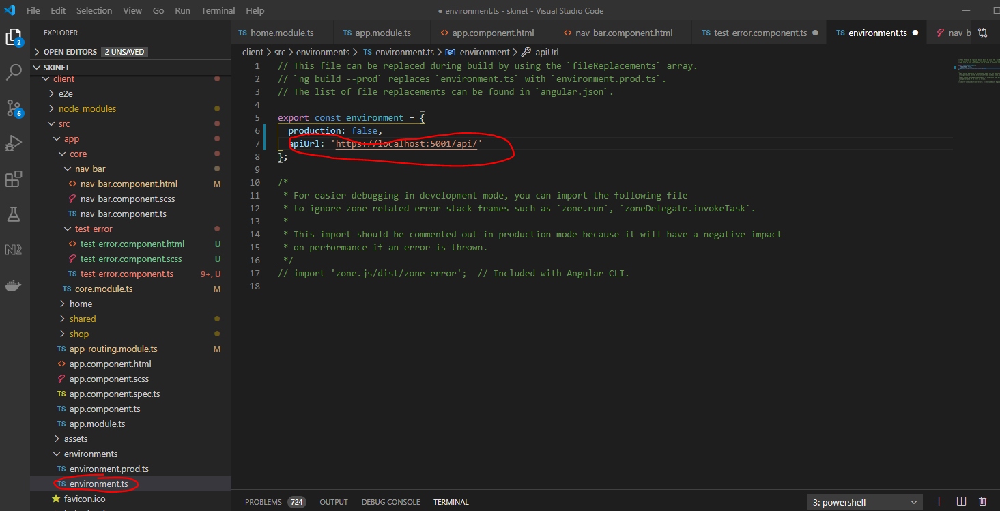 File Edit Selection View Go Run Terminal Help
● environment.ts - skinet - Visual Studio Code
EXPLORER
OPEN EDITORS 2 UNSAVED
SKINET
client
e2e
node_modules
src
app
core
nav-bar
nav-bar.component.html M
nav-bar.component.scss
TS nav-bar.component.ts
test-error
test-error.component.html U
test-error.component.scss U
TS test-error.component.ts 9+, U
TS core.module.ts M
home
shared
shop
TS app-routing.module.ts M
app.component.html
app.component.scss
TS app.component.spec.ts
TS app.component.ts
TS app.module.ts
assets
environments
TS environment.prod.ts
TS environment.ts
favicon.ico
2
6
TS home.module.ts TS app.module.ts <> app.component.html <> nav-bar.component.html TS test-error.component.ts ● TS environment.ts ● nav-b
client > src > environments > TS environment.ts > environment > apiUrl
1 // This file can be replaced during build by using the `fileReplacements` array.
2 // `ng build --prod` replaces `environment.ts` with `environment.prod.ts`.
3 // The list of file replacements can be found in `angular.json`.
4
5 export const environment = {
6 production: false,
7 apiUrl: 'https://localhost:5001/api/'
8 };
9
10 /*
11 * For easier debugging in development mode, you can import the following file
12 * to ignore zone related error stack frames such as `zone.run`, `zoneDelegate.invokeTask`.
13 *
14 * This import should be commented out in production mode because it will have a negative impact
15 * on performance if an error is thrown.
16 */
17 // import 'zone.js/dist/zone-error';  // Included with Angular CLI.
18
PROBLEMS 724 OUTPUT DEBUG CONSOLE TERMINAL 3: powershell